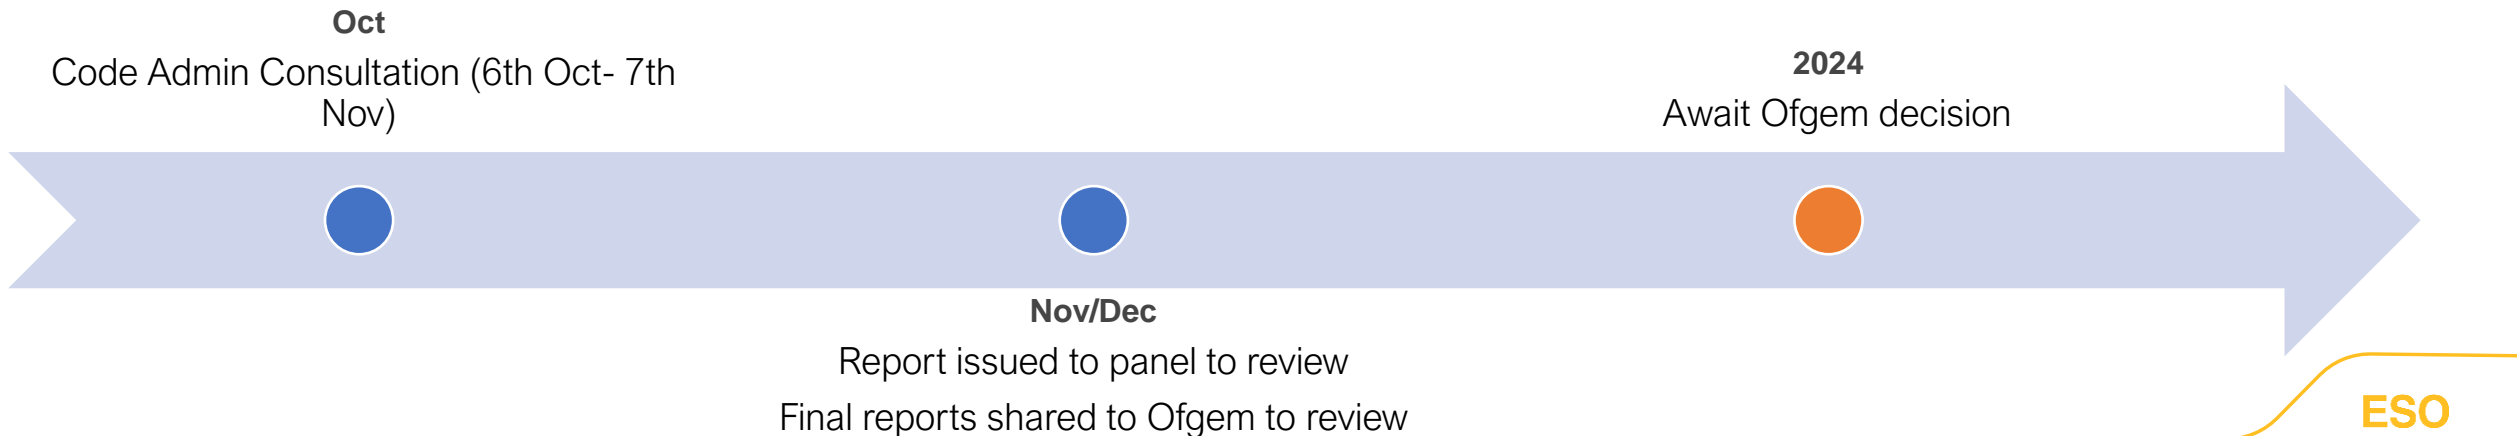 Oct
Code Admin Consultation (6th Oct- 7th
Nov)
Nov/Dec
Report issued to panel to review
Final reports shared to Ofgem to review
2024
Await Ofgem decision
ESO